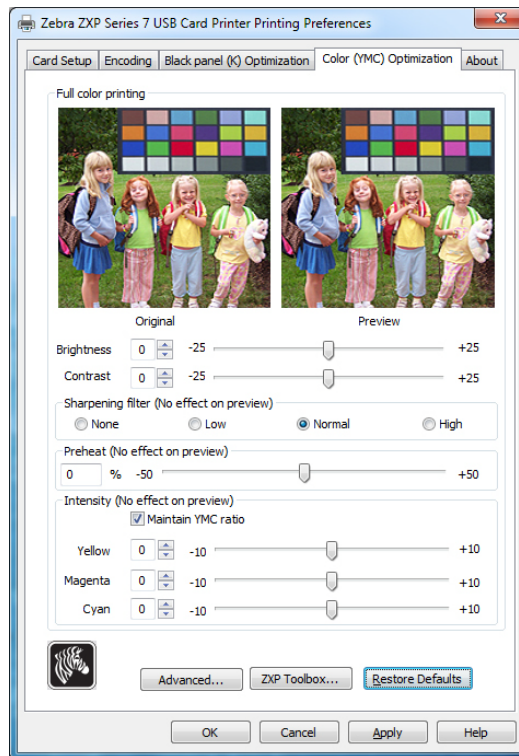 Zebra ZXP Series 7 USB Card Printer Printing Preferences
Card Setup Encoding Black panel (K) Optimization Color (YMC) Optimization About
Full color printing
Original Preview
Brightness 0 -25 +25
Contrast 0 -25 +25
Sharpening filter (No effect on preview)
None Low Normal High
Preheat (No effect on preview)
0 % -50 +50
Intensity (No effect on preview)
Maintain YMC ratio
Yellow 0 -10 +10
Magenta 0 -10 +10
Cyan 0 -10 +10
Advanced... ZXP Toolbox... Restore Defaults
OK Cancel Apply Help